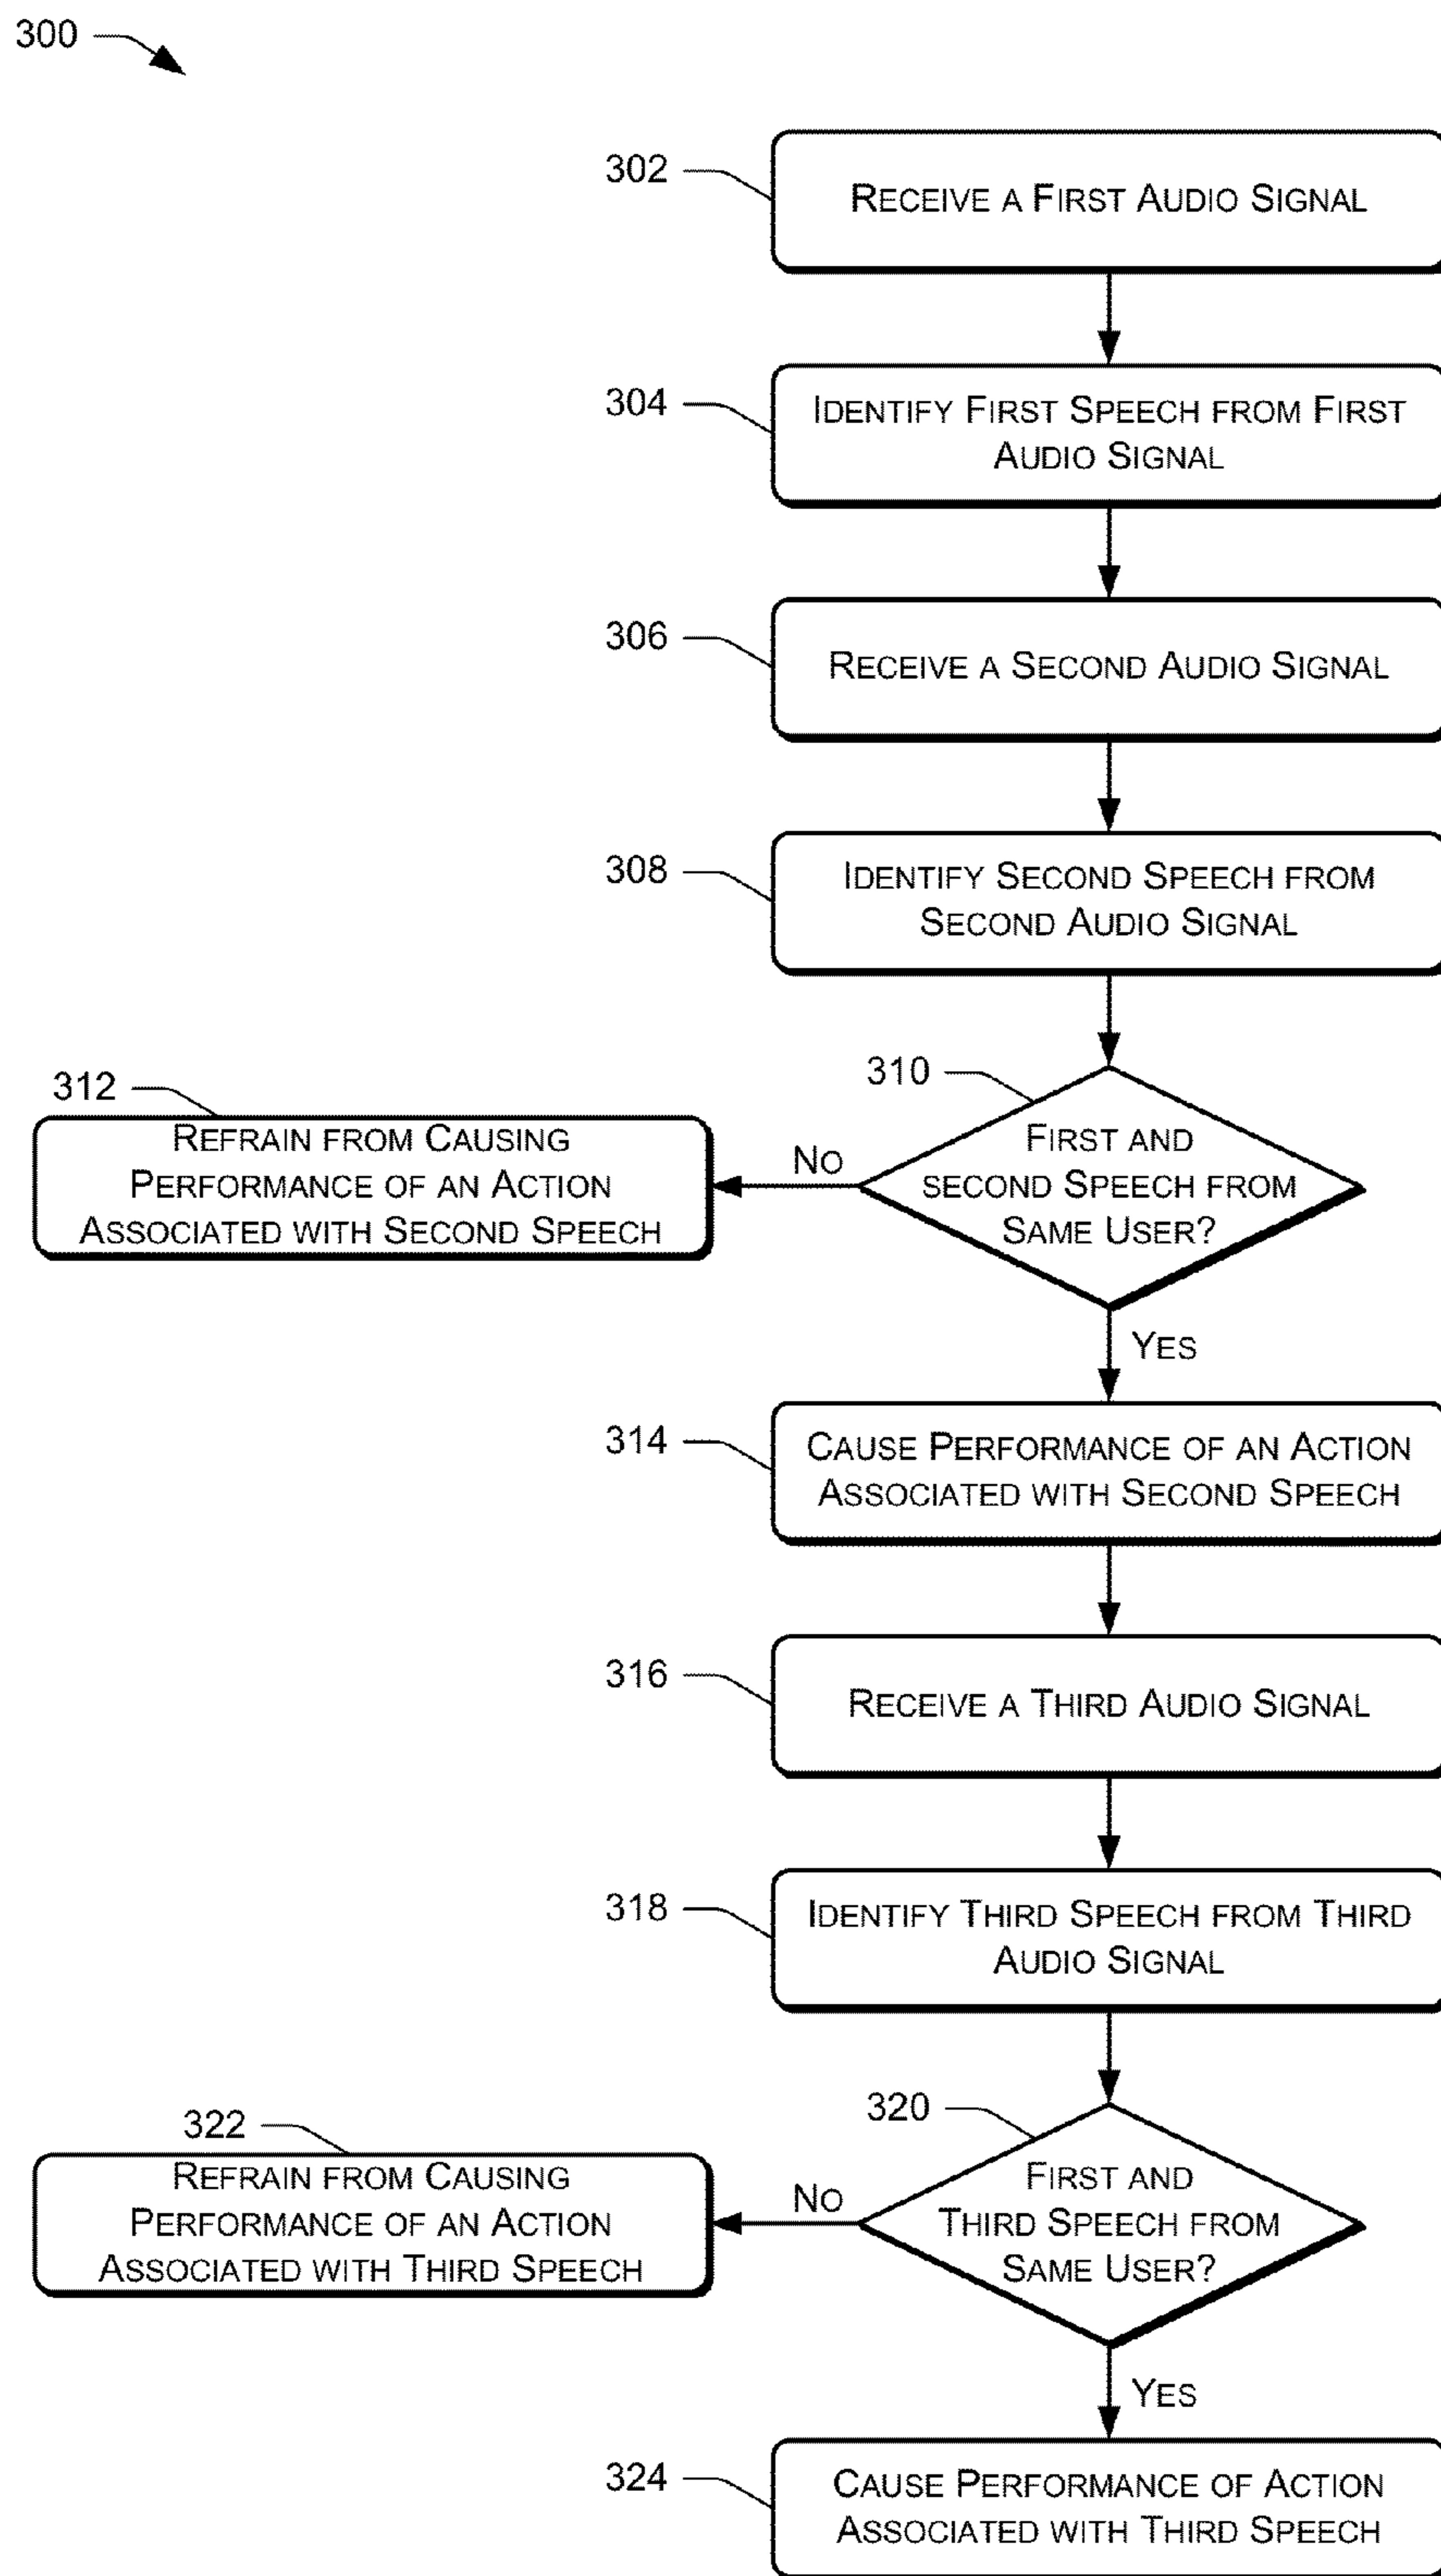 300
302
RECEIVE A FIRST AUDIO SIGNAL
304
IDENTIFY FIRST SPEECH FROM FIRST
AUDIO SIGNAL
306
RECEIVE A SECOND AUDIO SIGNAL
308
IDENTIFY SECOND SPEECH FROM
SECOND AUDIO SIGNAL
310
FIRST AND
SECOND SPEECH FROM
SAME USER?
NO
312
REFRAIN FROM CAUSING
PERFORMANCE OF AN ACTION
ASSOCIATED WITH SECOND SPEECH
YES
314
CAUSE PERFORMANCE OF AN ACTION
ASSOCIATED WITH SECOND SPEECH
316
RECEIVE A THIRD AUDIO SIGNAL
318
IDENTIFY THIRD SPEECH FROM THIRD
AUDIO SIGNAL
320
FIRST AND
THIRD SPEECH FROM
SAME USER?
NO
322
REFRAIN FROM CAUSING
PERFORMANCE OF AN ACTION
ASSOCIATED WITH THIRD SPEECH
YES
324
CAUSE PERFORMANCE OF ACTION
ASSOCIATED WITH THIRD SPEECH